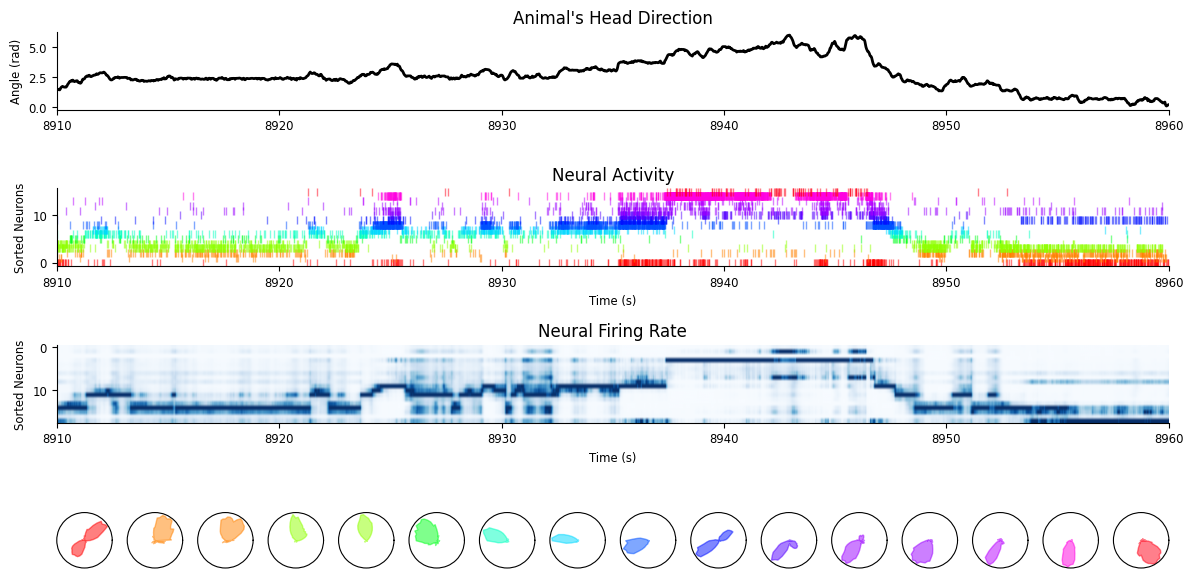 Animal's Head Direction
Angle (rad)
5.0
2.5
0.0
8910 8920 8930 8940 8950 8960
Neural Activity
Sorted Neurons
10
0
8910 8920 8930 8940 8950 8960
Time (s)
Neural Firing Rate
Sorted Neurons
0
10
8910 8920 8930 8940 8950 8960
Time (s)